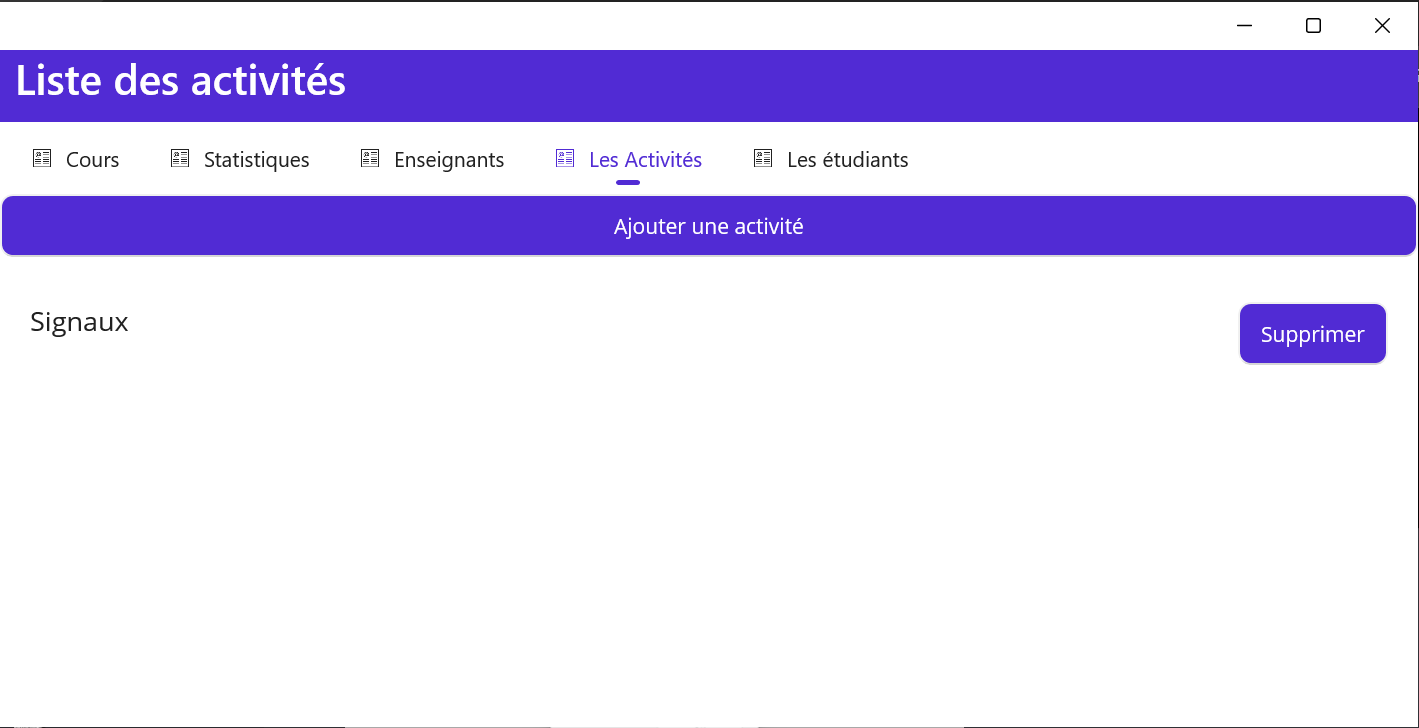 Liste des activités
Cours Statistiques Enseignants Les Activités Les étudiants
Ajouter une activité
Signaux Supprimer